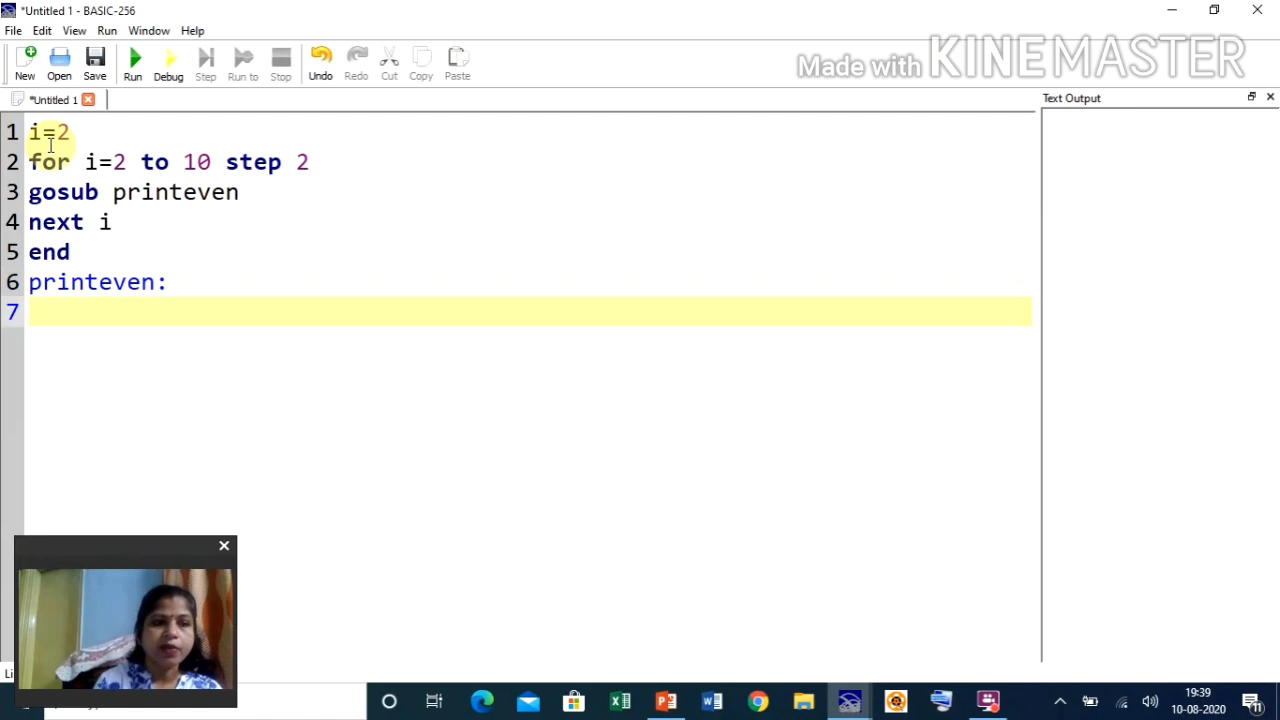 *Untitled 1 - BASIC-256
File Edit View Run Window Help
New Open Save Run Debug Step Run to Stop Undo Redo Cut Copy Paste
Made with KINEMASTER
*Untitled 1
Text Output
1 i=2
2 for i=2 to 10 step 2
3 gosub printeven
4 next i
5 end
6 printeven:
7
19:39
10-08-2020
11